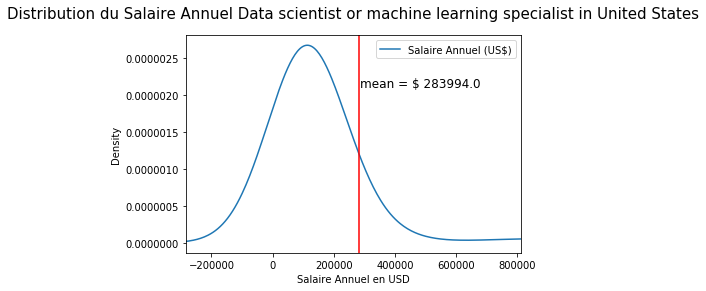 Distribution du Salaire Annuel Data scientist or machine learning specialist in United States
Salaire Annuel (US$)
mean = $ 283994.0
0.0000025
0.0000020
0.0000015
0.0000010
0.0000005
0.0000000
Density
−200000 0 200000 400000 600000 800000
Salaire Annuel en USD